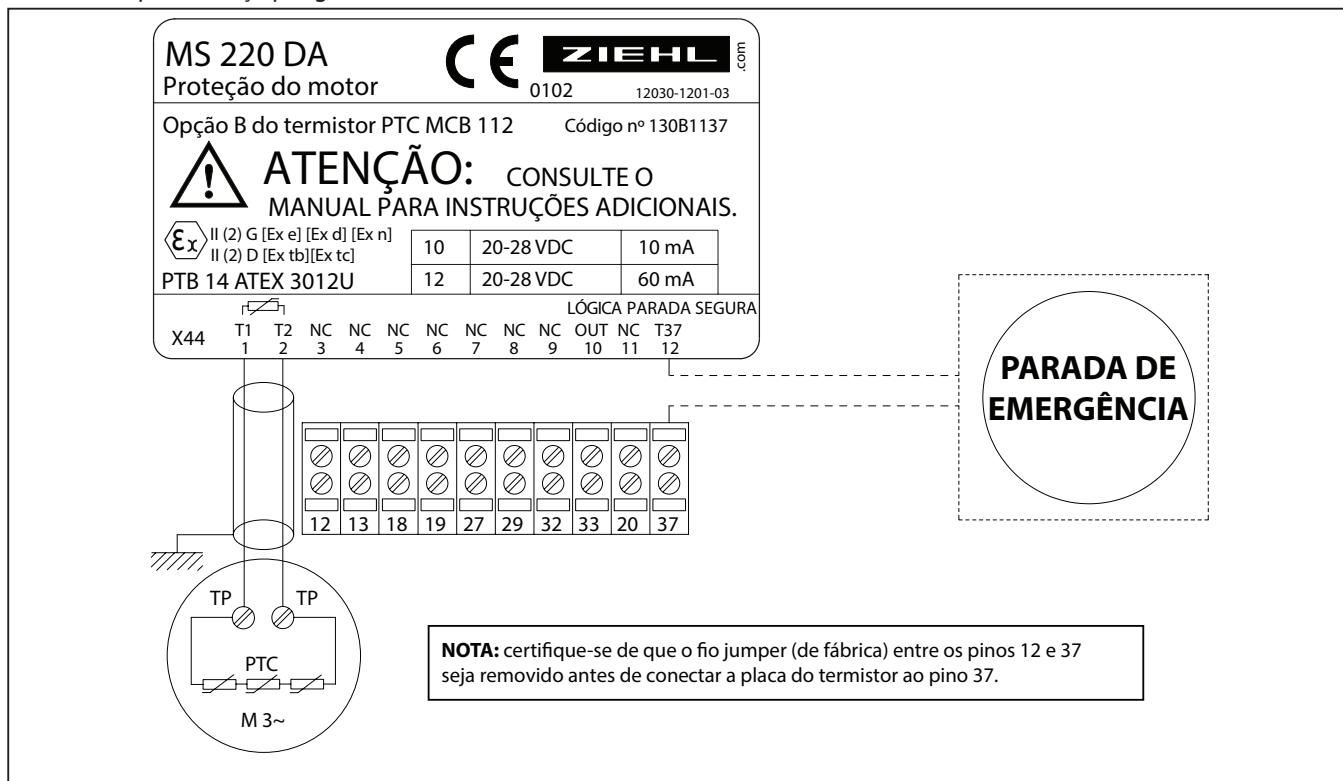 MS 220 DA
Proteção do motor
CE 0102
ZIEHL .com
12030-1201-03
Opção B do termistor PTC MCB 112 Código nº 130B1137
ATENÇÃO: CONSULTE O
MANUAL PARA INSTRUÇÕES ADICIONAIS.
Ex II (2) G [Ex e] [Ex d] [Ex n]
II (2) D [Ex tb][Ex tc]
PTB 14 ATEX 3012U
10 20-28 VDC 10 mA
12 20-28 VDC 60 mA
LÓGICA PARADA SEGURA
X44 T1 T2 NC NC NC NC NC NC NC OUT NC T37
1 2 3 4 5 6 7 8 9 10 11 12
PARADA DE
EMERGÊNCIA
12 13 18 19 27 29 32 33 20 37
TP TP
PTC
M 3~
NOTA: certifique-se de que o fio jumper (de fábrica) entre os pinos 12 e 37
seja removido antes de conectar a placa do termistor ao pino 37.